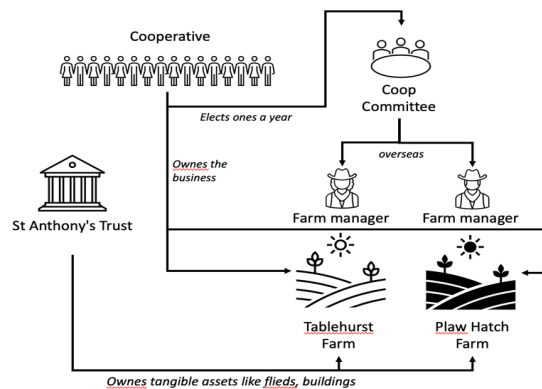 Cooperative
Coop
Committee
Elects ones a year
overseas
Ownes the
business
St Anthony's Trust
Farm manager
Farm manager
Tablehurst
Farm
Plaw Hatch
Farm
Ownes tangible assets like flieds, buildings